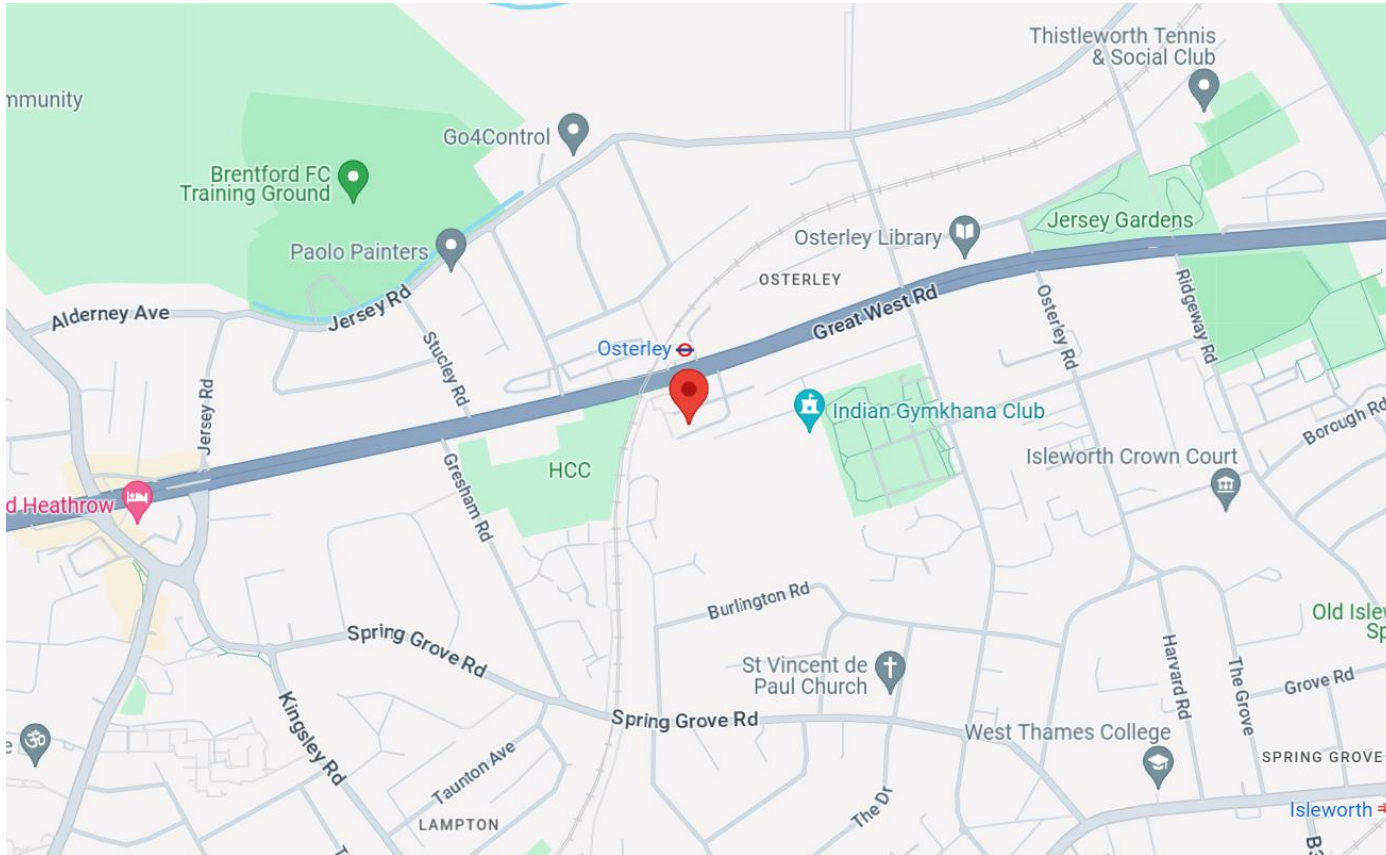 Thistleworth Tennis
& Social Club
mmunity
Go4Control
Brentford FC
Training Ground
Jersey Gardens
Osterley Library
Paolo Painters
OSTERLEY
Ridgeway Rd
Alderney Ave
Jersey Rd
Great West Rd
Osterley Rd
Stucley Rd
Osterley
Jersey Rd
Indian Gymkhana Club
Borough Rd
Isleworth Crown Court
HCC
Gresham Rd
d Heathrow
Burlington Rd
Old Isle
Sp
Spring Grove Rd
St Vincent de
Paul Church
Harvard Rd
The Grove
Grove Rd
Kingsley Rd
Spring Grove Rd
West Thames College
e
SPRING GROVE
Taunton Ave
The Dr
Isleworth
LAMPTON